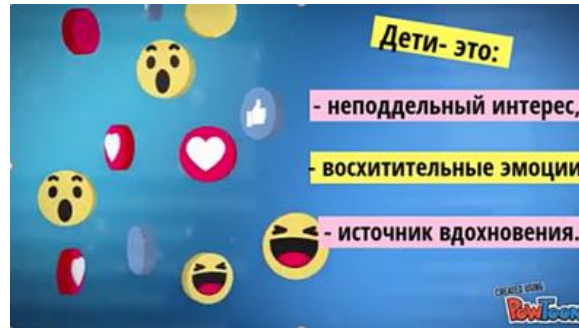 Дети- это:
- неподдельный интерес,
- восхитительные эмоции
- источник вдохновения.
CREATED USING
PowToon